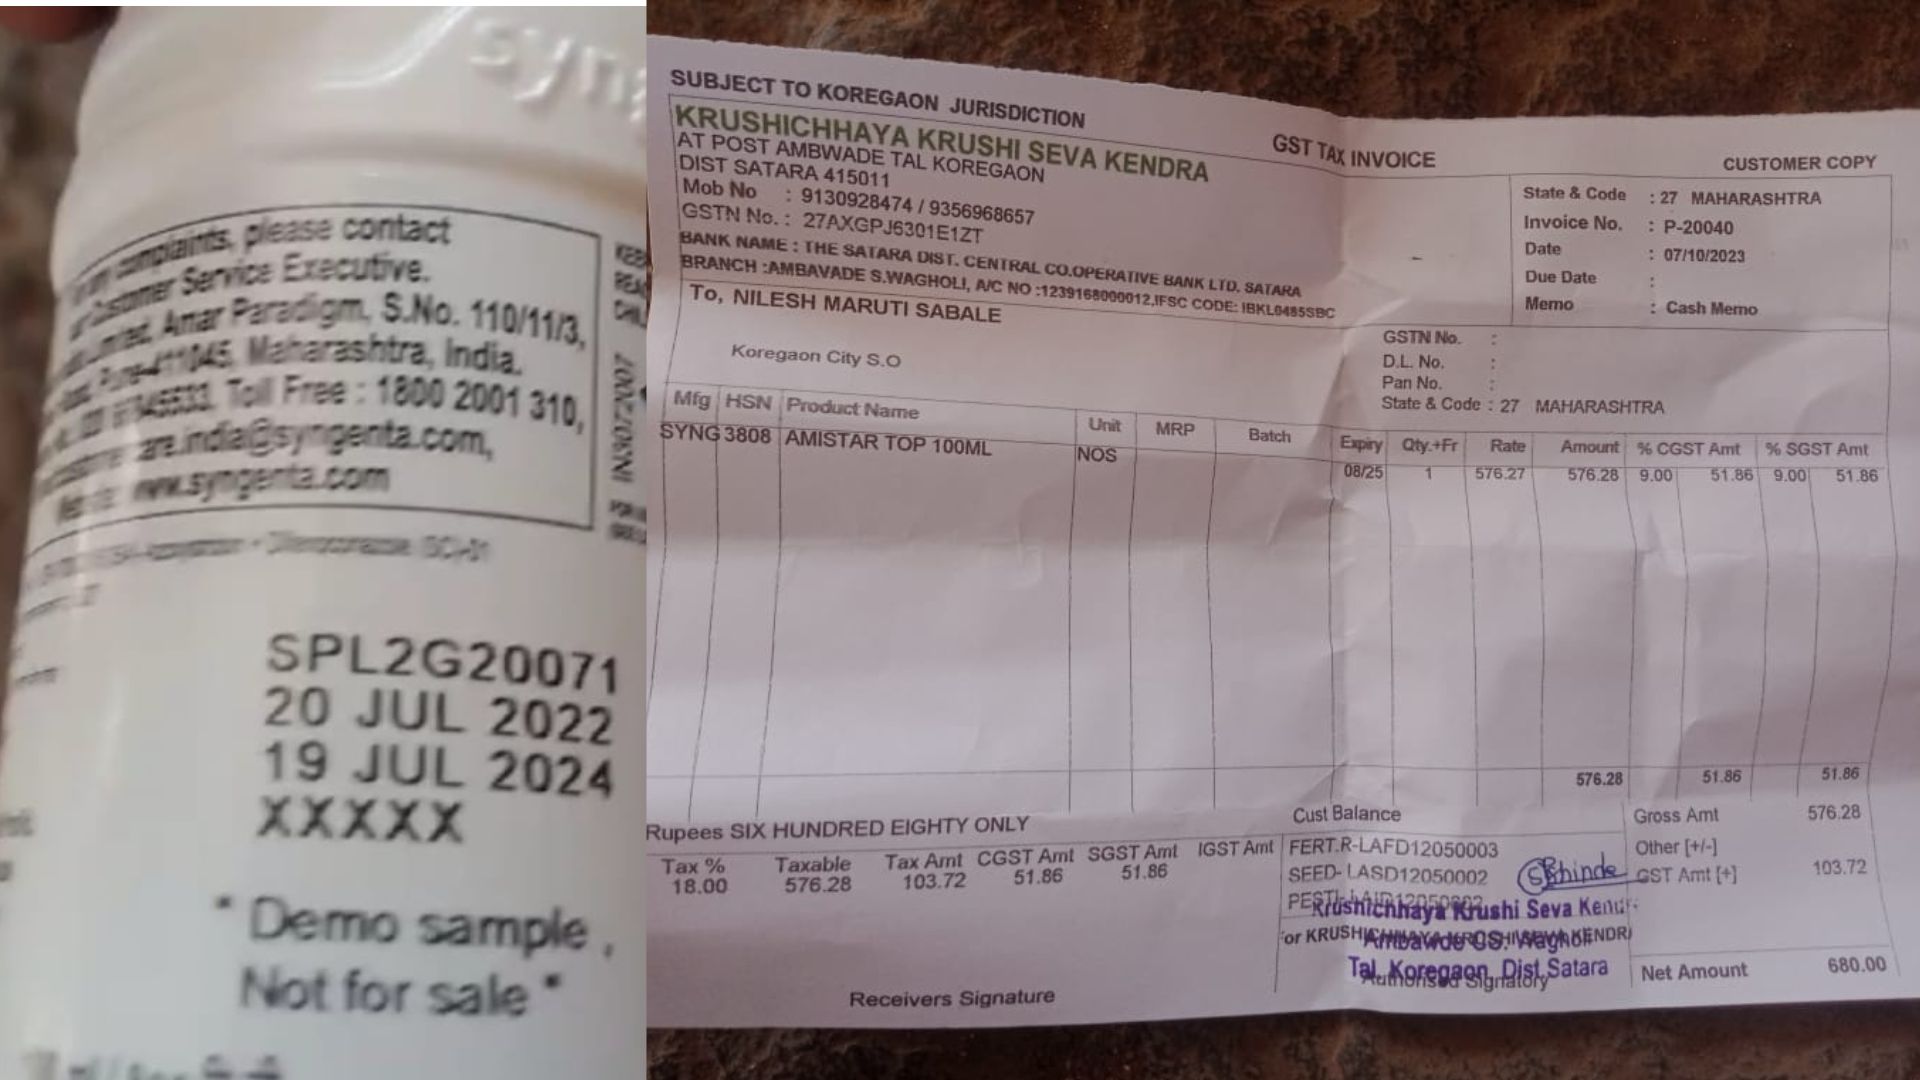 syn
any complaints, please contact
Customer Service Executive.
Limited, Amar Paradigm, S.No. 110/11/3,
Pune-411045, Maharashtra, India.
Toll Free : 1800 2001 310,
care.india@syngenta.com,
www.syngenta.com
SPL2G20071
20 JUL 2022
19 JUL 2024
XXXXX
* Demo sample ,
Not for sale *
SUBJECT TO KOREGAON JURISDICTION
GST TAX INVOICE
CUSTOMER COPY
KRUSHICHHAYA KRUSHI SEVA KENDRA
AT POST AMBWADE TAL KOREGAON
DIST SATARA 415011
Mob No : 9130928474 / 9356968657
GSTN No. : 27AXGPJ6301E1ZT
BANK NAME : THE SATARA DIST. CENTRAL CO.OPERATIVE BANK LTD. SATARA
BRANCH :AMBAVADE S.WAGHOLI, A/C NO :1239168000012,IFSC CODE: IBKL0485SBC
State & Code : 27 MAHARASHTRA
Invoice No. : P-20040
Date : 07/10/2023
Due Date :
Memo : Cash Memo
To, NILESH MARUTI SABALE
Koregaon City S.O
GSTN No. :
D.L. No. :
Pan No. :
State & Code : 27 MAHARASHTRA
Mfg HSN Product Name Unit MRP Batch Expiry Qty.+Fr Rate Amount % CGST Amt % SGST Amt
SYNG 3808 AMISTAR TOP 100ML NOS 08/25 1 576.27 576.28 9.00 51.86 9.00 51.86
576.28 51.86 51.86
Rupees SIX HUNDRED EIGHTY ONLY
Tax % Taxable Tax Amt CGST Amt SGST Amt IGST Amt
18.00 576.28 103.72 51.86 51.86
Receivers Signature
Cust Balance
FERT.R-LAFD12050003
SEED- LASD12050002
Shinde
Krushichhaya Krushi Seva Kendr
Tal. Koregaon, Dist.Satara
Authorised Signatory
Gross Amt 576.28
Other [+/-]
GST Amt [+] 103.72
Net Amount 680.00